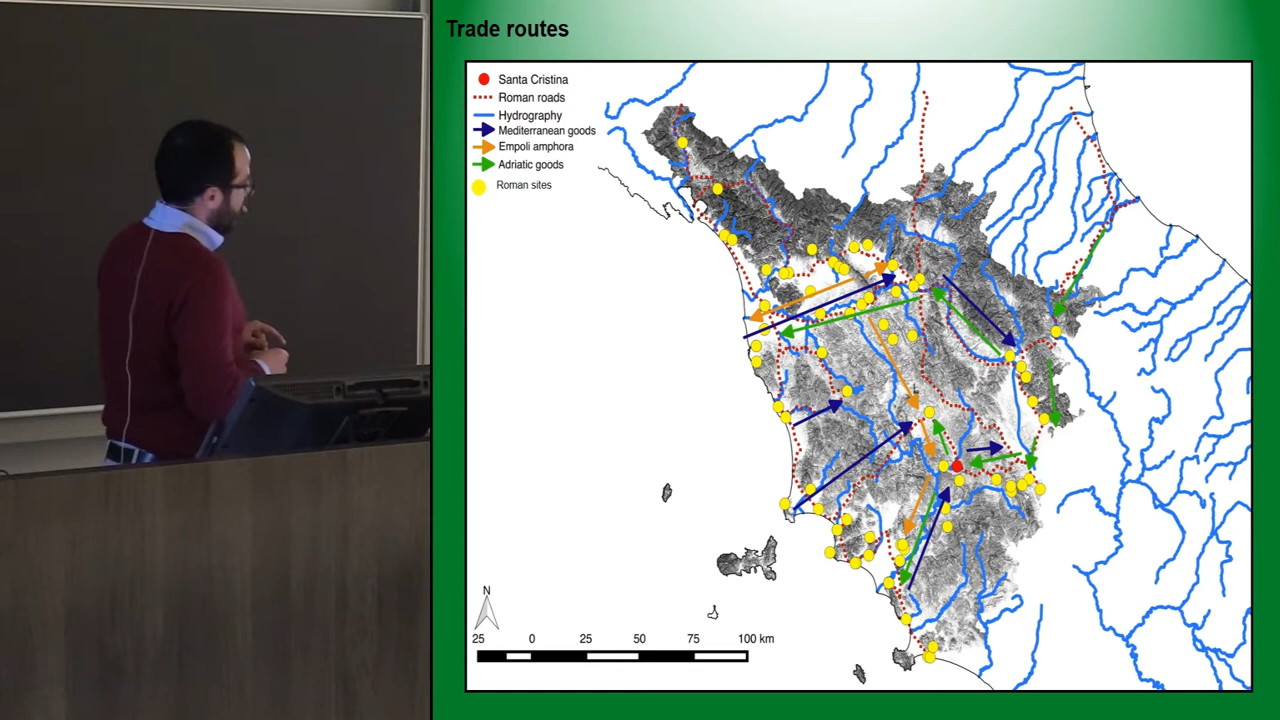 Trade routes
Santa Cristina
Roman roads
Hydrography
Mediterranean goods
Empoli amphora
Adriatic goods
Roman sites
N
25 0 25 50 75 100 km